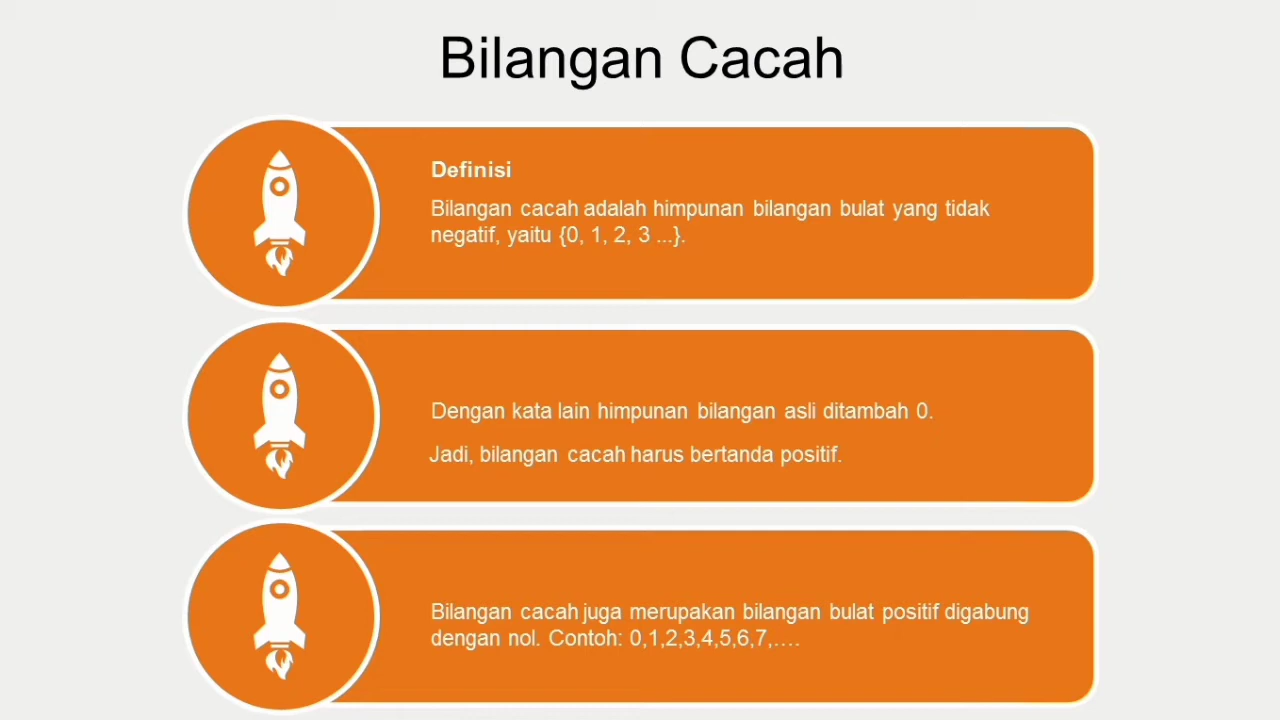 Bilangan Cacah
Definisi
Bilangan cacah adalah himpunan bilangan bulat yang tidak
negatif, yaitu {0, 1, 2, 3 ...}.
Dengan kata lain himpunan bilangan asli ditambah 0.
Jadi, bilangan cacah harus bertanda positif.
Bilangan cacah juga merupakan bilangan bulat positif digabung
dengan nol. Contoh: 0,1,2,3,4,5,6,7,....